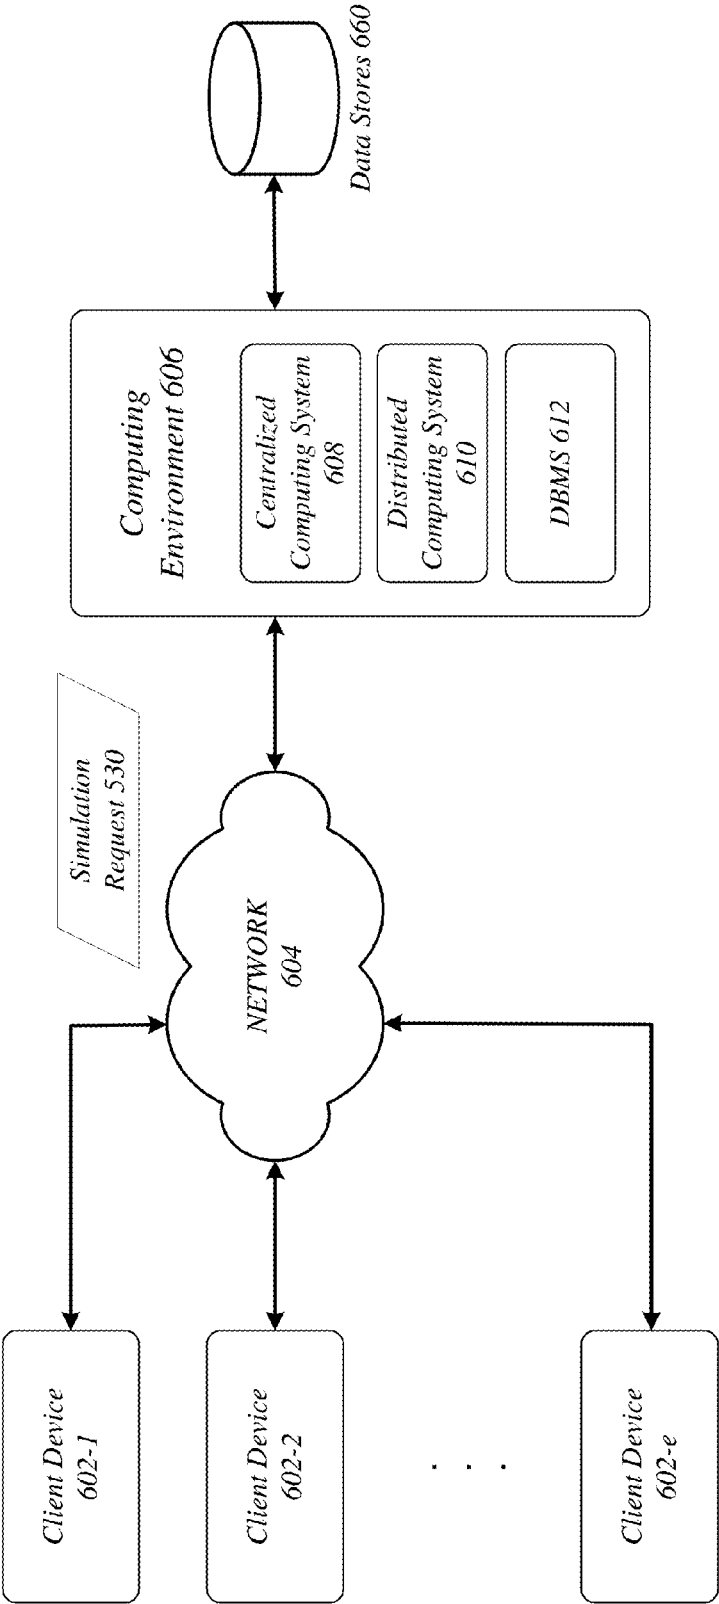 Client Device
602-1
Client Device
602-2
. . .
Client Device
602-e
NETWORK
604
Simulation
Request 530
Computing
Environment 606
Centralized
Computing System
608
Distributed
Computing System
610
DBMS 612
Data Stores 660